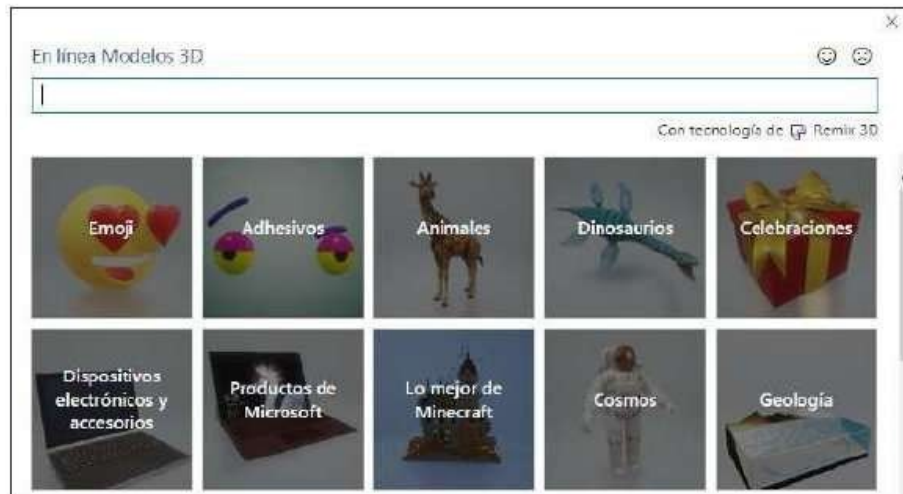 En línea Modelos 3D
Con tecnología de Remix 3D
Emoji
Adhesivos
Animales
Dinosaurios
Celebraciones
Dispositivos
electrónicos y
accesorios
Productos de
Microsoft
Lo mejor de
Minecraft
Cosmos
Geología